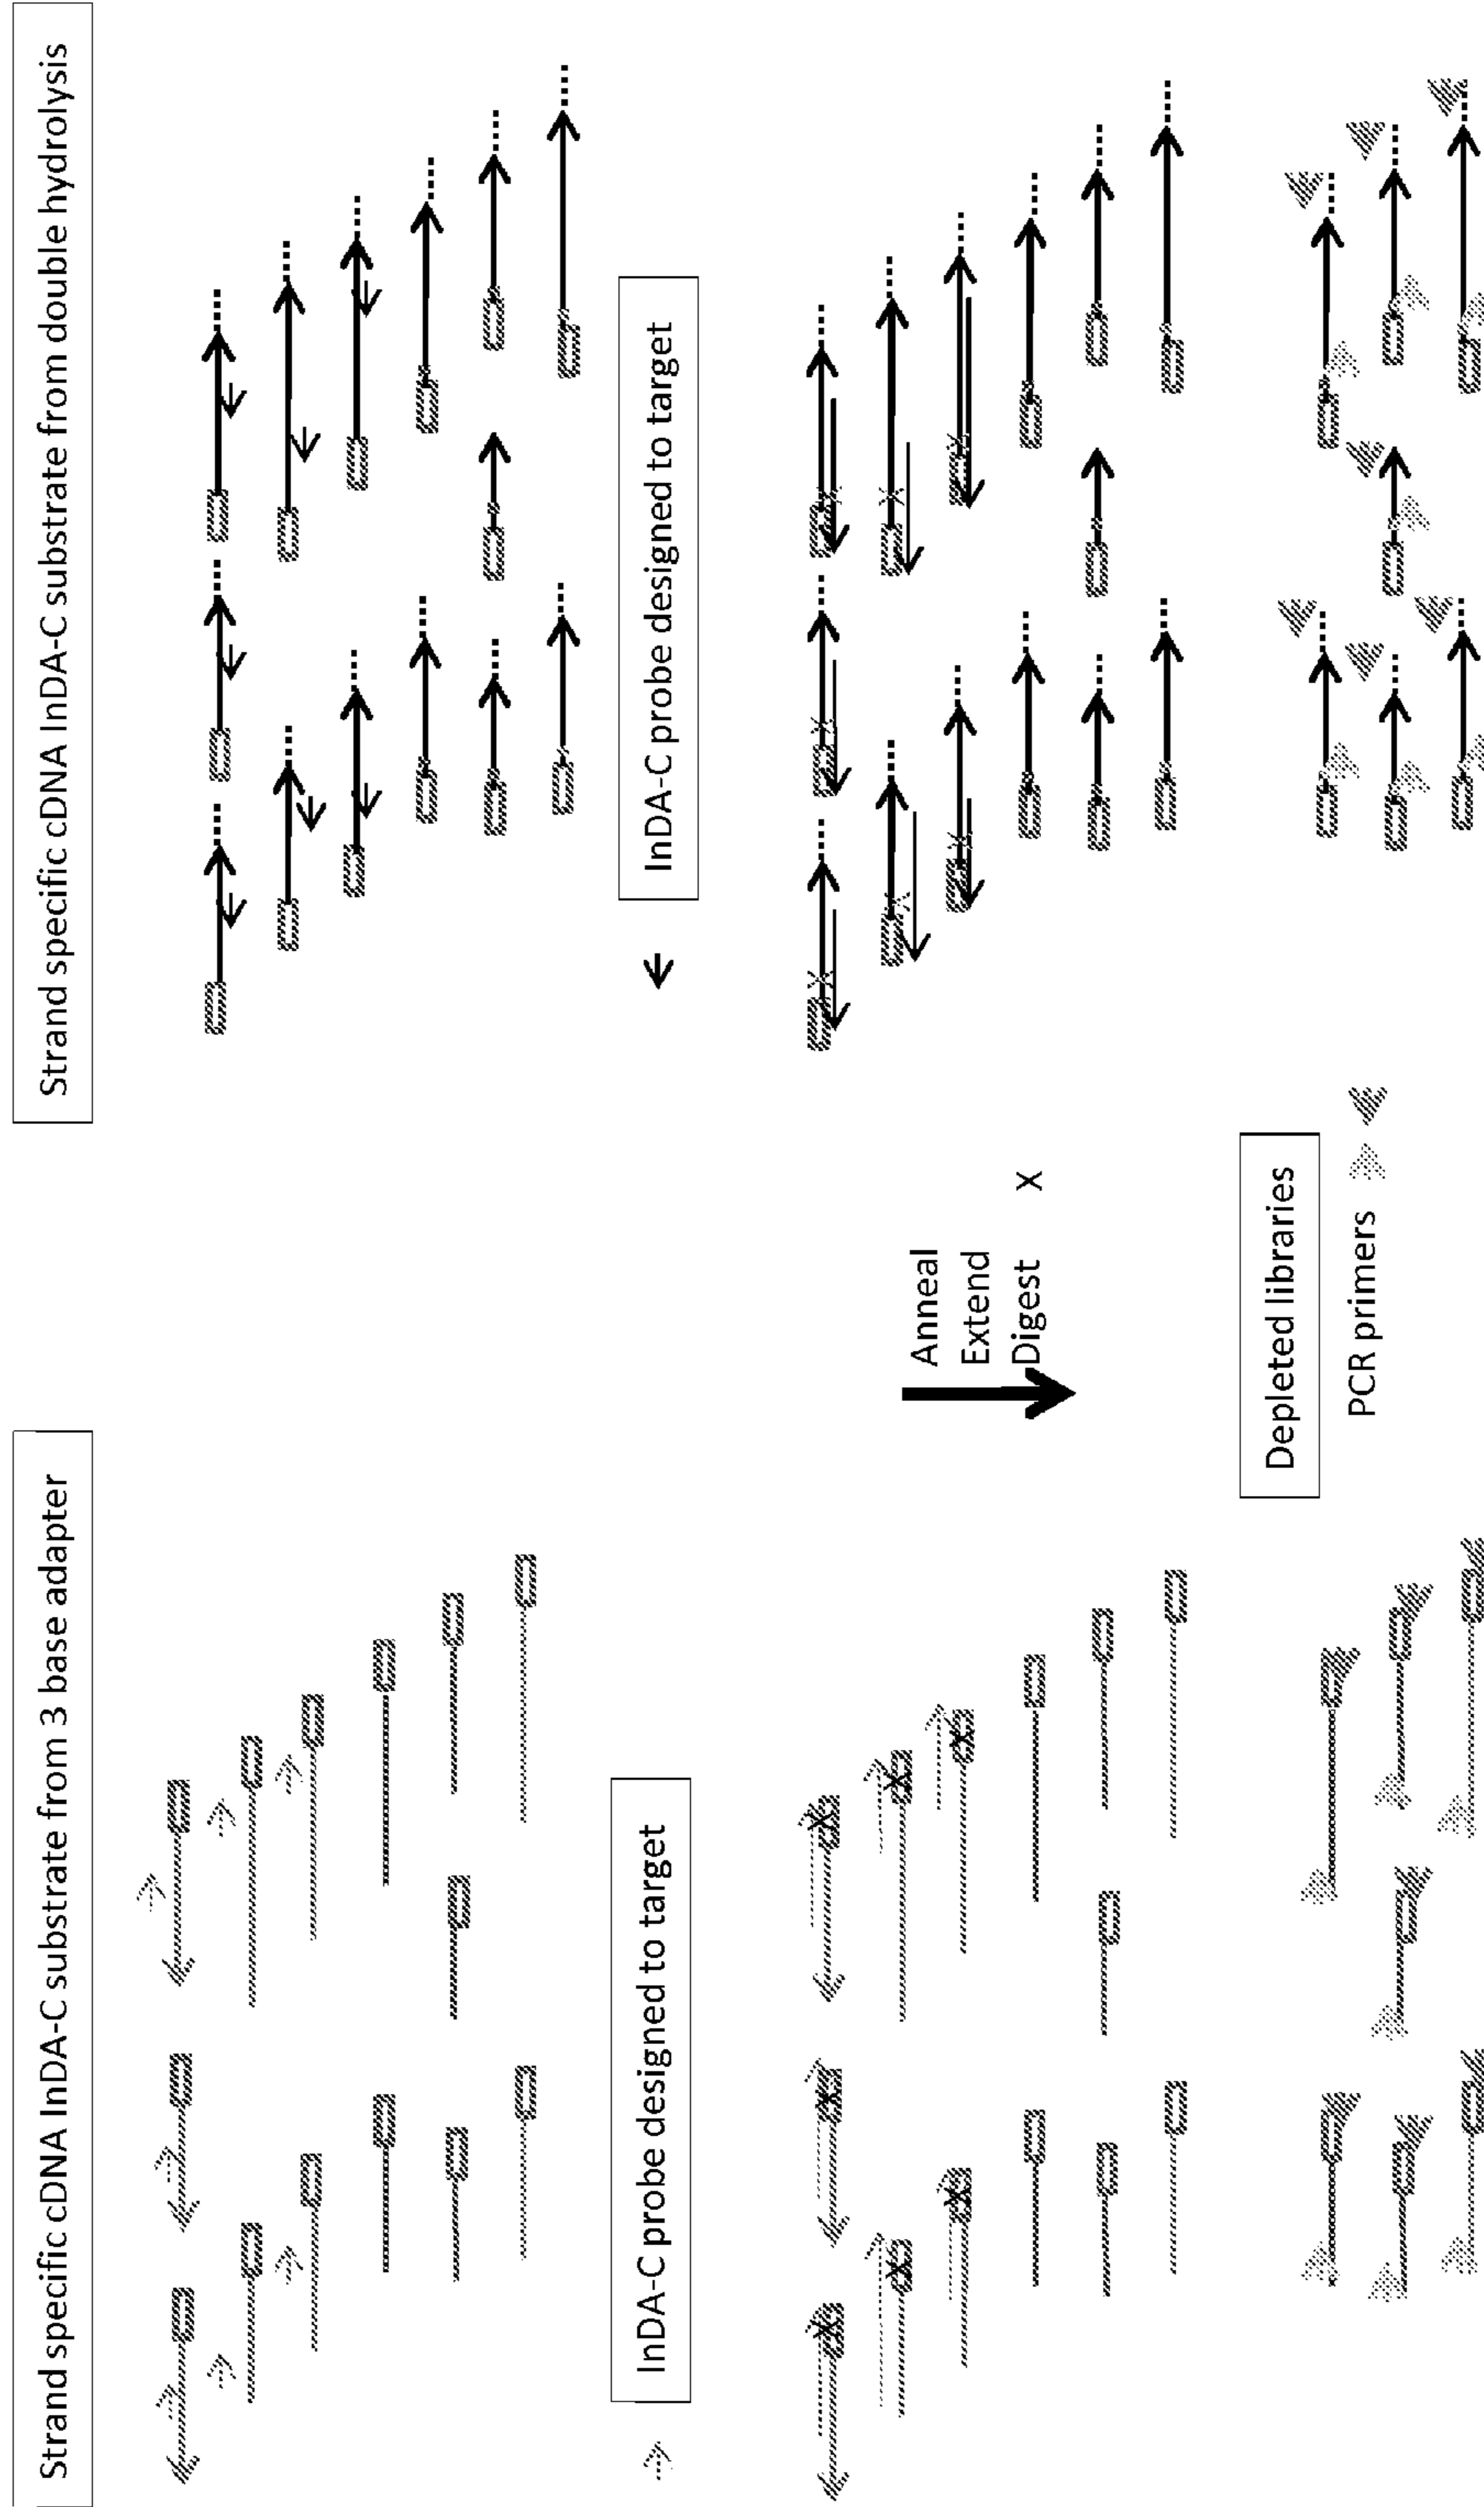 Strand specific cDNA InDA-C substrate from 3 base adapter
Strand specific cDNA InDA-C substrate from double hydrolysis
InDA-C probe designed to target
InDA-C probe designed to target
Anneal
Extend
Digest X
Depleted libraries
PCR primers